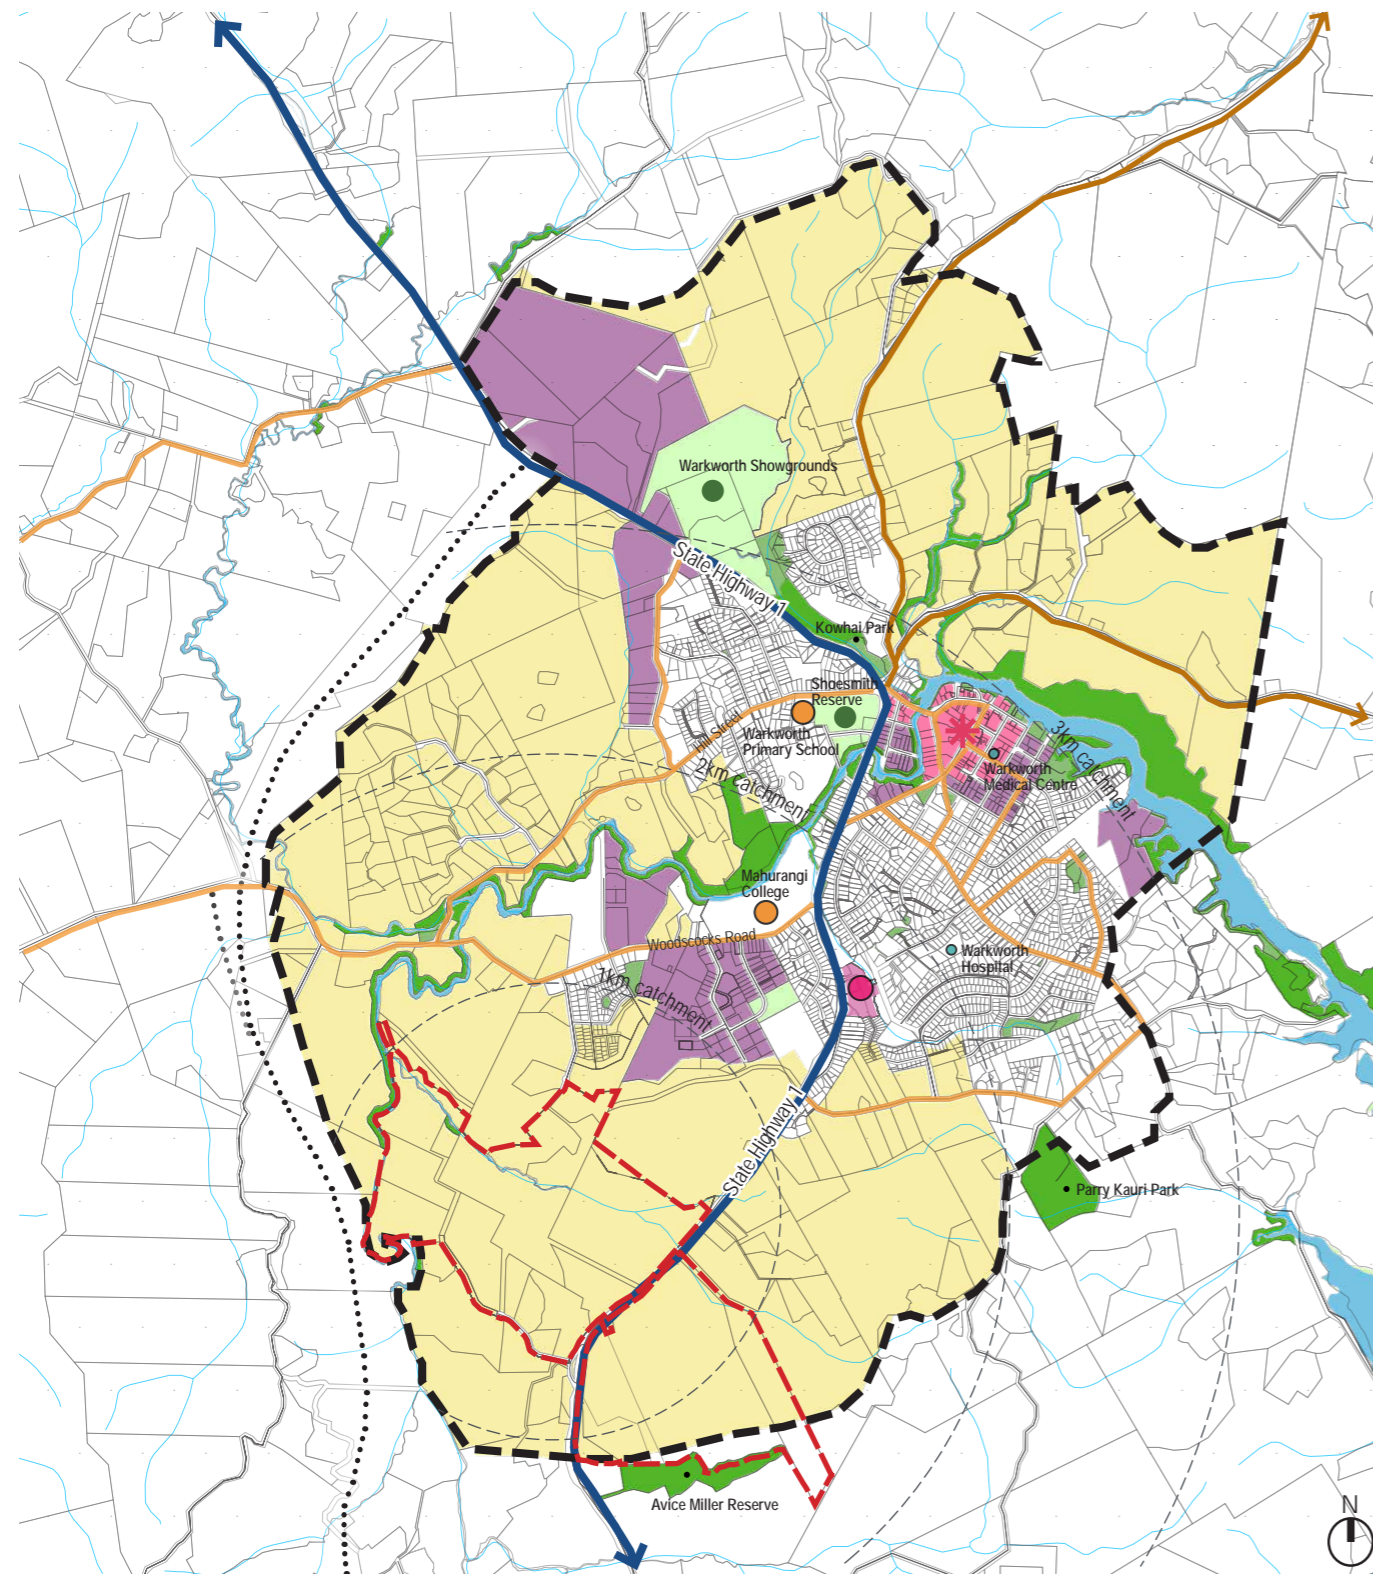 Warkworth Showgrounds
State Highway 1
Kowhai Park
Shoesmith
Reserve
Hill Street
Warkworth
Primary School
2km catchment
3km catchment
Warkworth
Medical Centre
Mahurangi
College
Woodscocks Road
Warkworth
Hospital
1km catchment
State Highway 1
Parry Kauri Park
Avice Miller Reserve
N